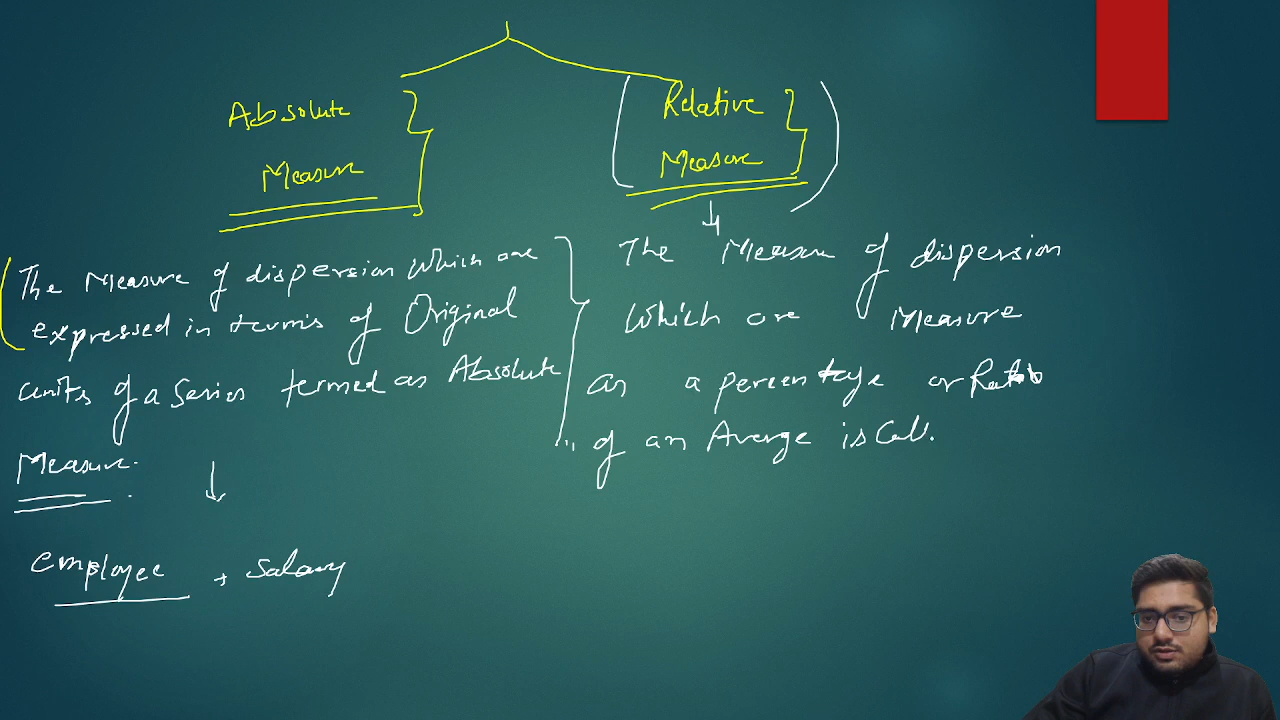 Absolute
Measure
Relative
Measure
The Measure of dispersion which are
expressed in terms of Original
units of a Series termed as Absolute
Measure.
employee → salary
The Measure of dispersion
which are Measure
as a percentage or Ratio
of an Averge is Call.